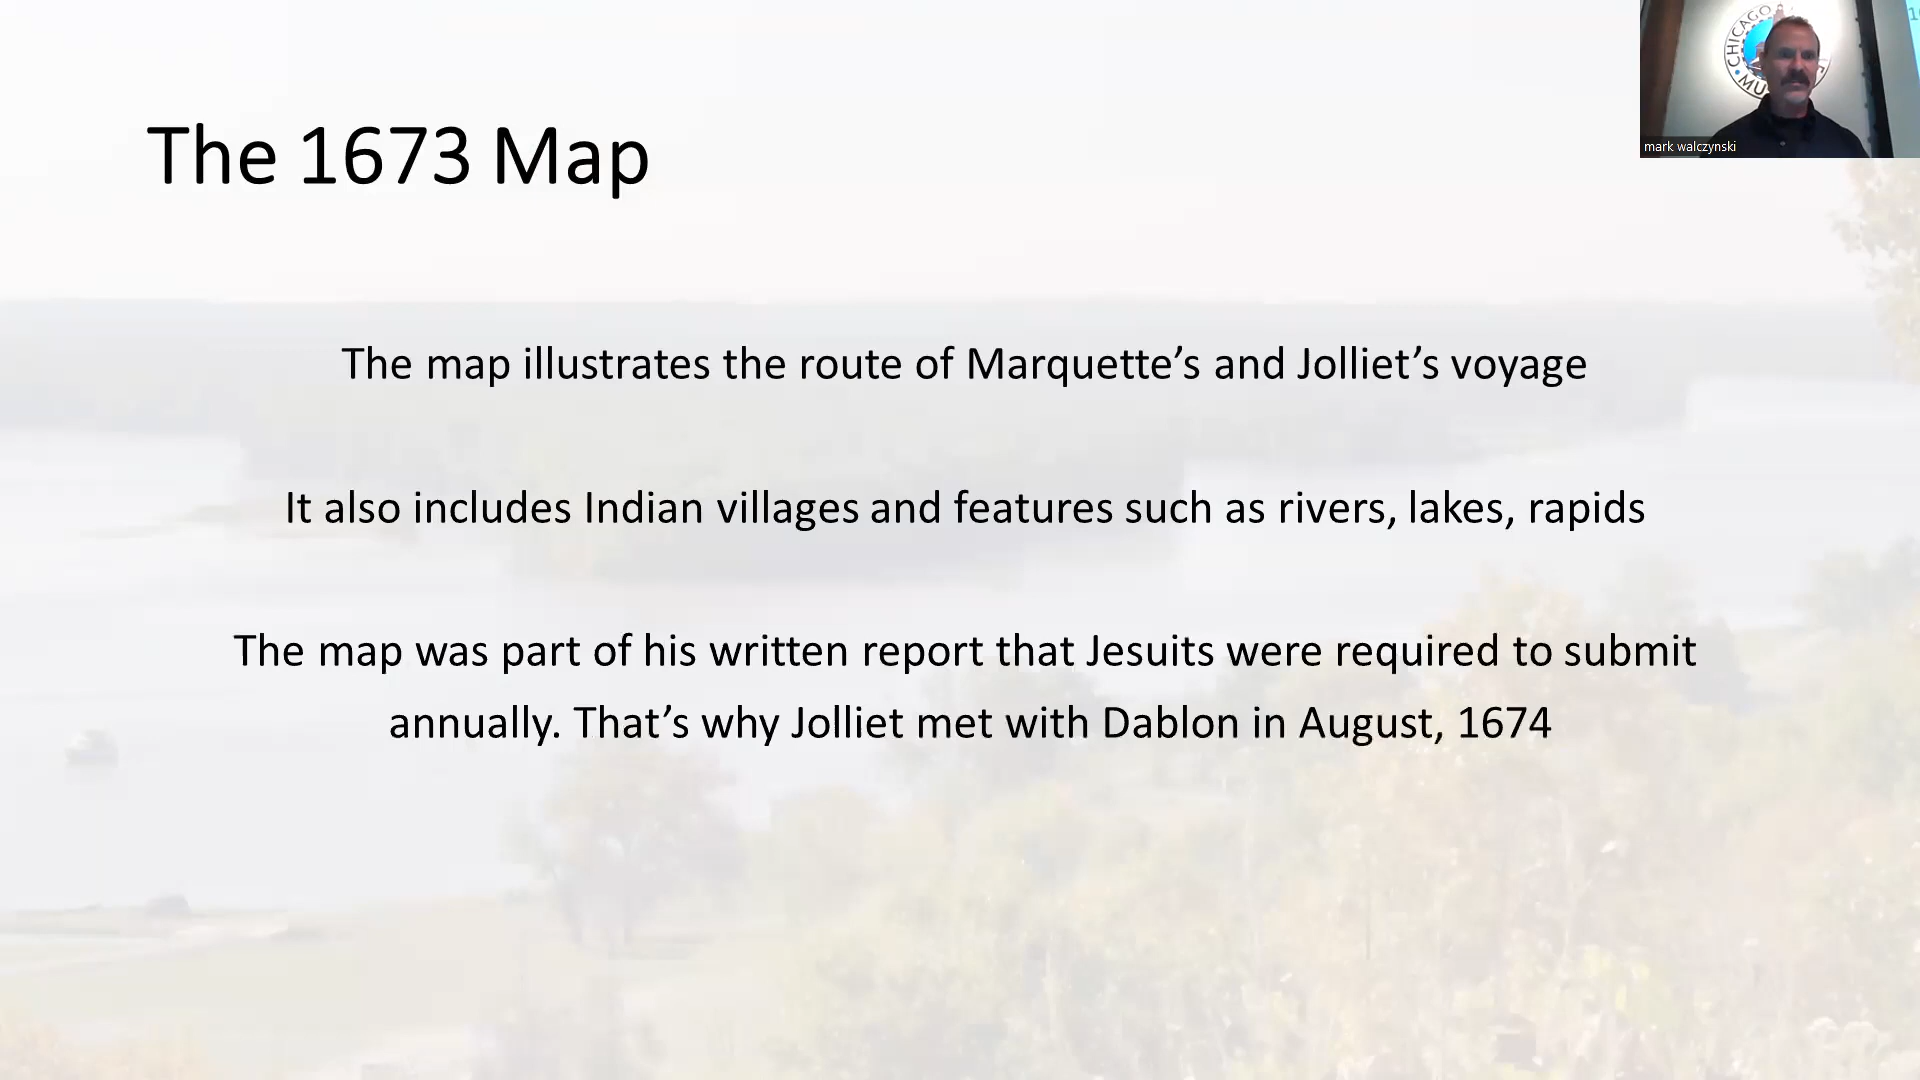 The 1673 Map
The map illustrates the route of Marquette’s and Jolliet’s voyage
It also includes Indian villages and features such as rivers, lakes, rapids
The map was part of his written report that Jesuits were required to submit
annually. That’s why Jolliet met with Dablon in August, 1674
CHICAGO
mark walczynski